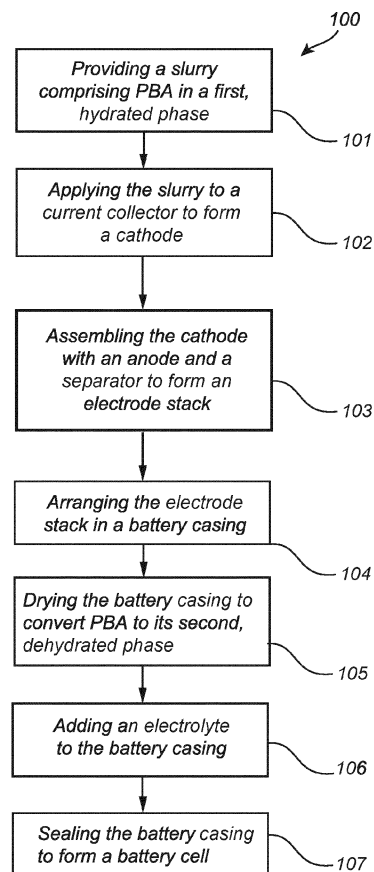 100
Providing a slurry
comprising PBA in a first,
hydrated phase
101
Applying the slurry to a
current collector to form
a cathode
102
Assembling the cathode
with an anode and a
separator to form an
electrode stack
103
Arranging the electrode
stack in a battery casing
104
Drying the battery casing to
convert PBA to its second,
dehydrated phase
105
Adding an electrolyte
to the battery casing
106
Sealing the battery casing
to form a battery cell
107